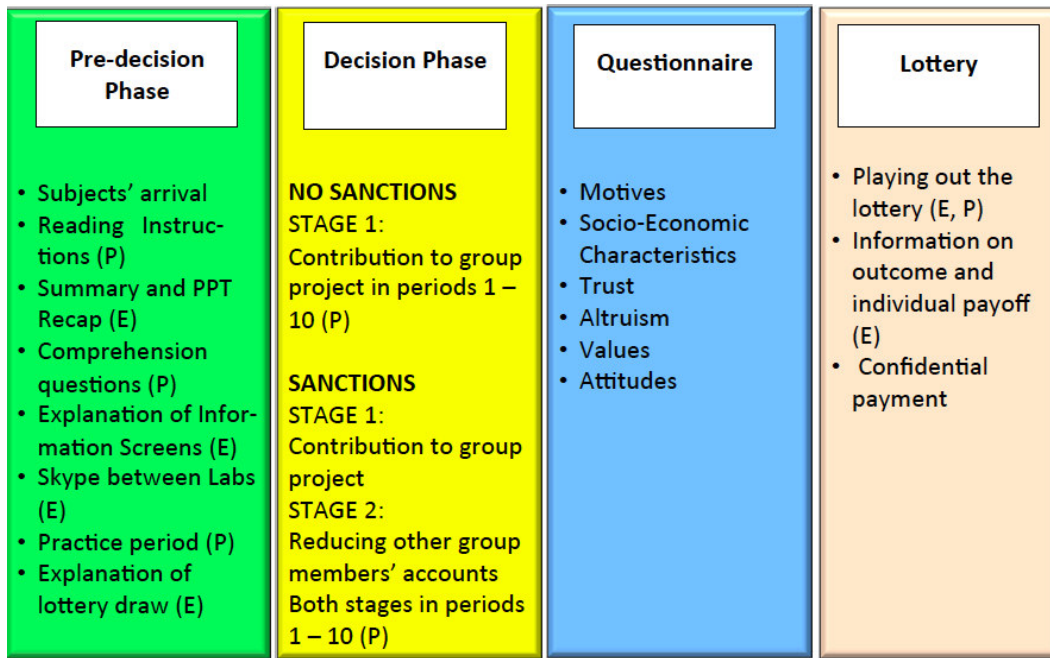 Pre-decision
Phase
• Subjects’ arrival
• Reading Instruc-
tions (P)
• Summary and PPT
Recap (E)
• Comprehension
questions (P)
• Explanation of Infor-
mation Screens (E)
• Skype between Labs
(E)
• Practice period (P)
• Explanation of
lottery draw (E)
Decision Phase
NO SANCTIONS
STAGE 1:
Contribution to group
project in periods 1 –
10 (P)
SANCTIONS
STAGE 1:
Contribution to group
project
STAGE 2:
Reducing other group
members’ accounts
Both stages in periods
1 – 10 (P)
Questionnaire
• Motives
• Socio-Economic
Characteristics
• Trust
• Altruism
• Values
• Attitudes
Lottery
• Playing out the
lottery (E, P)
• Information on
outcome and
individual payoff
(E)
• Confidential
payment